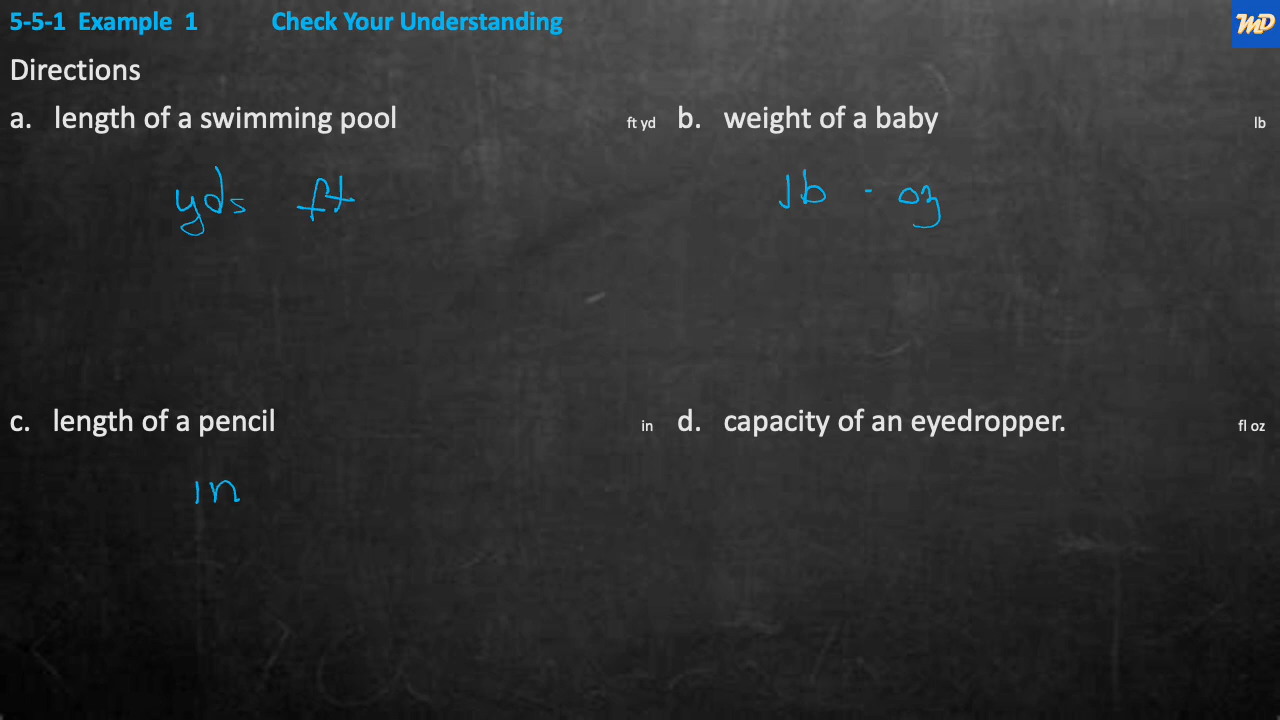 5-5-1 Example 1 Check Your Understanding
MD
Directions
a. length of a swimming pool ft yd
b. weight of a baby lb
yds ft
lb - oz
c. length of a pencil in
d. capacity of an eyedropper. fl oz
in